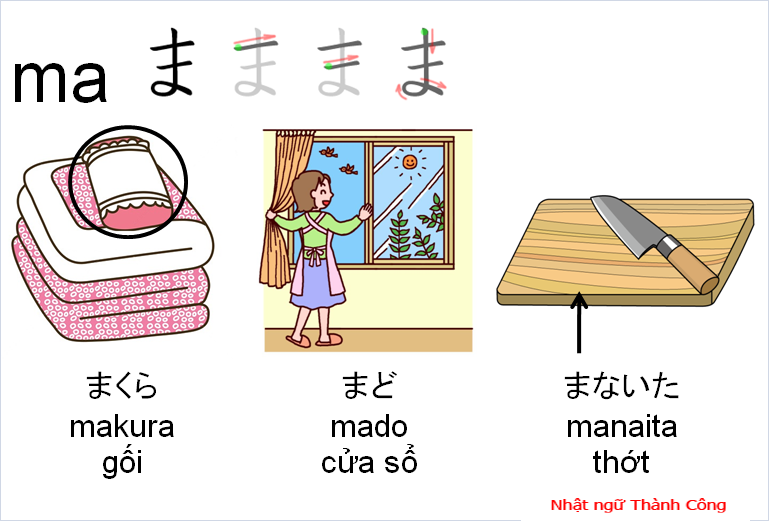 ma ま ま ま ま
まくら
makura
gối
まど
mado
cửa sổ
まないた
manaita
thớt
Nhật ngữ Thành Công